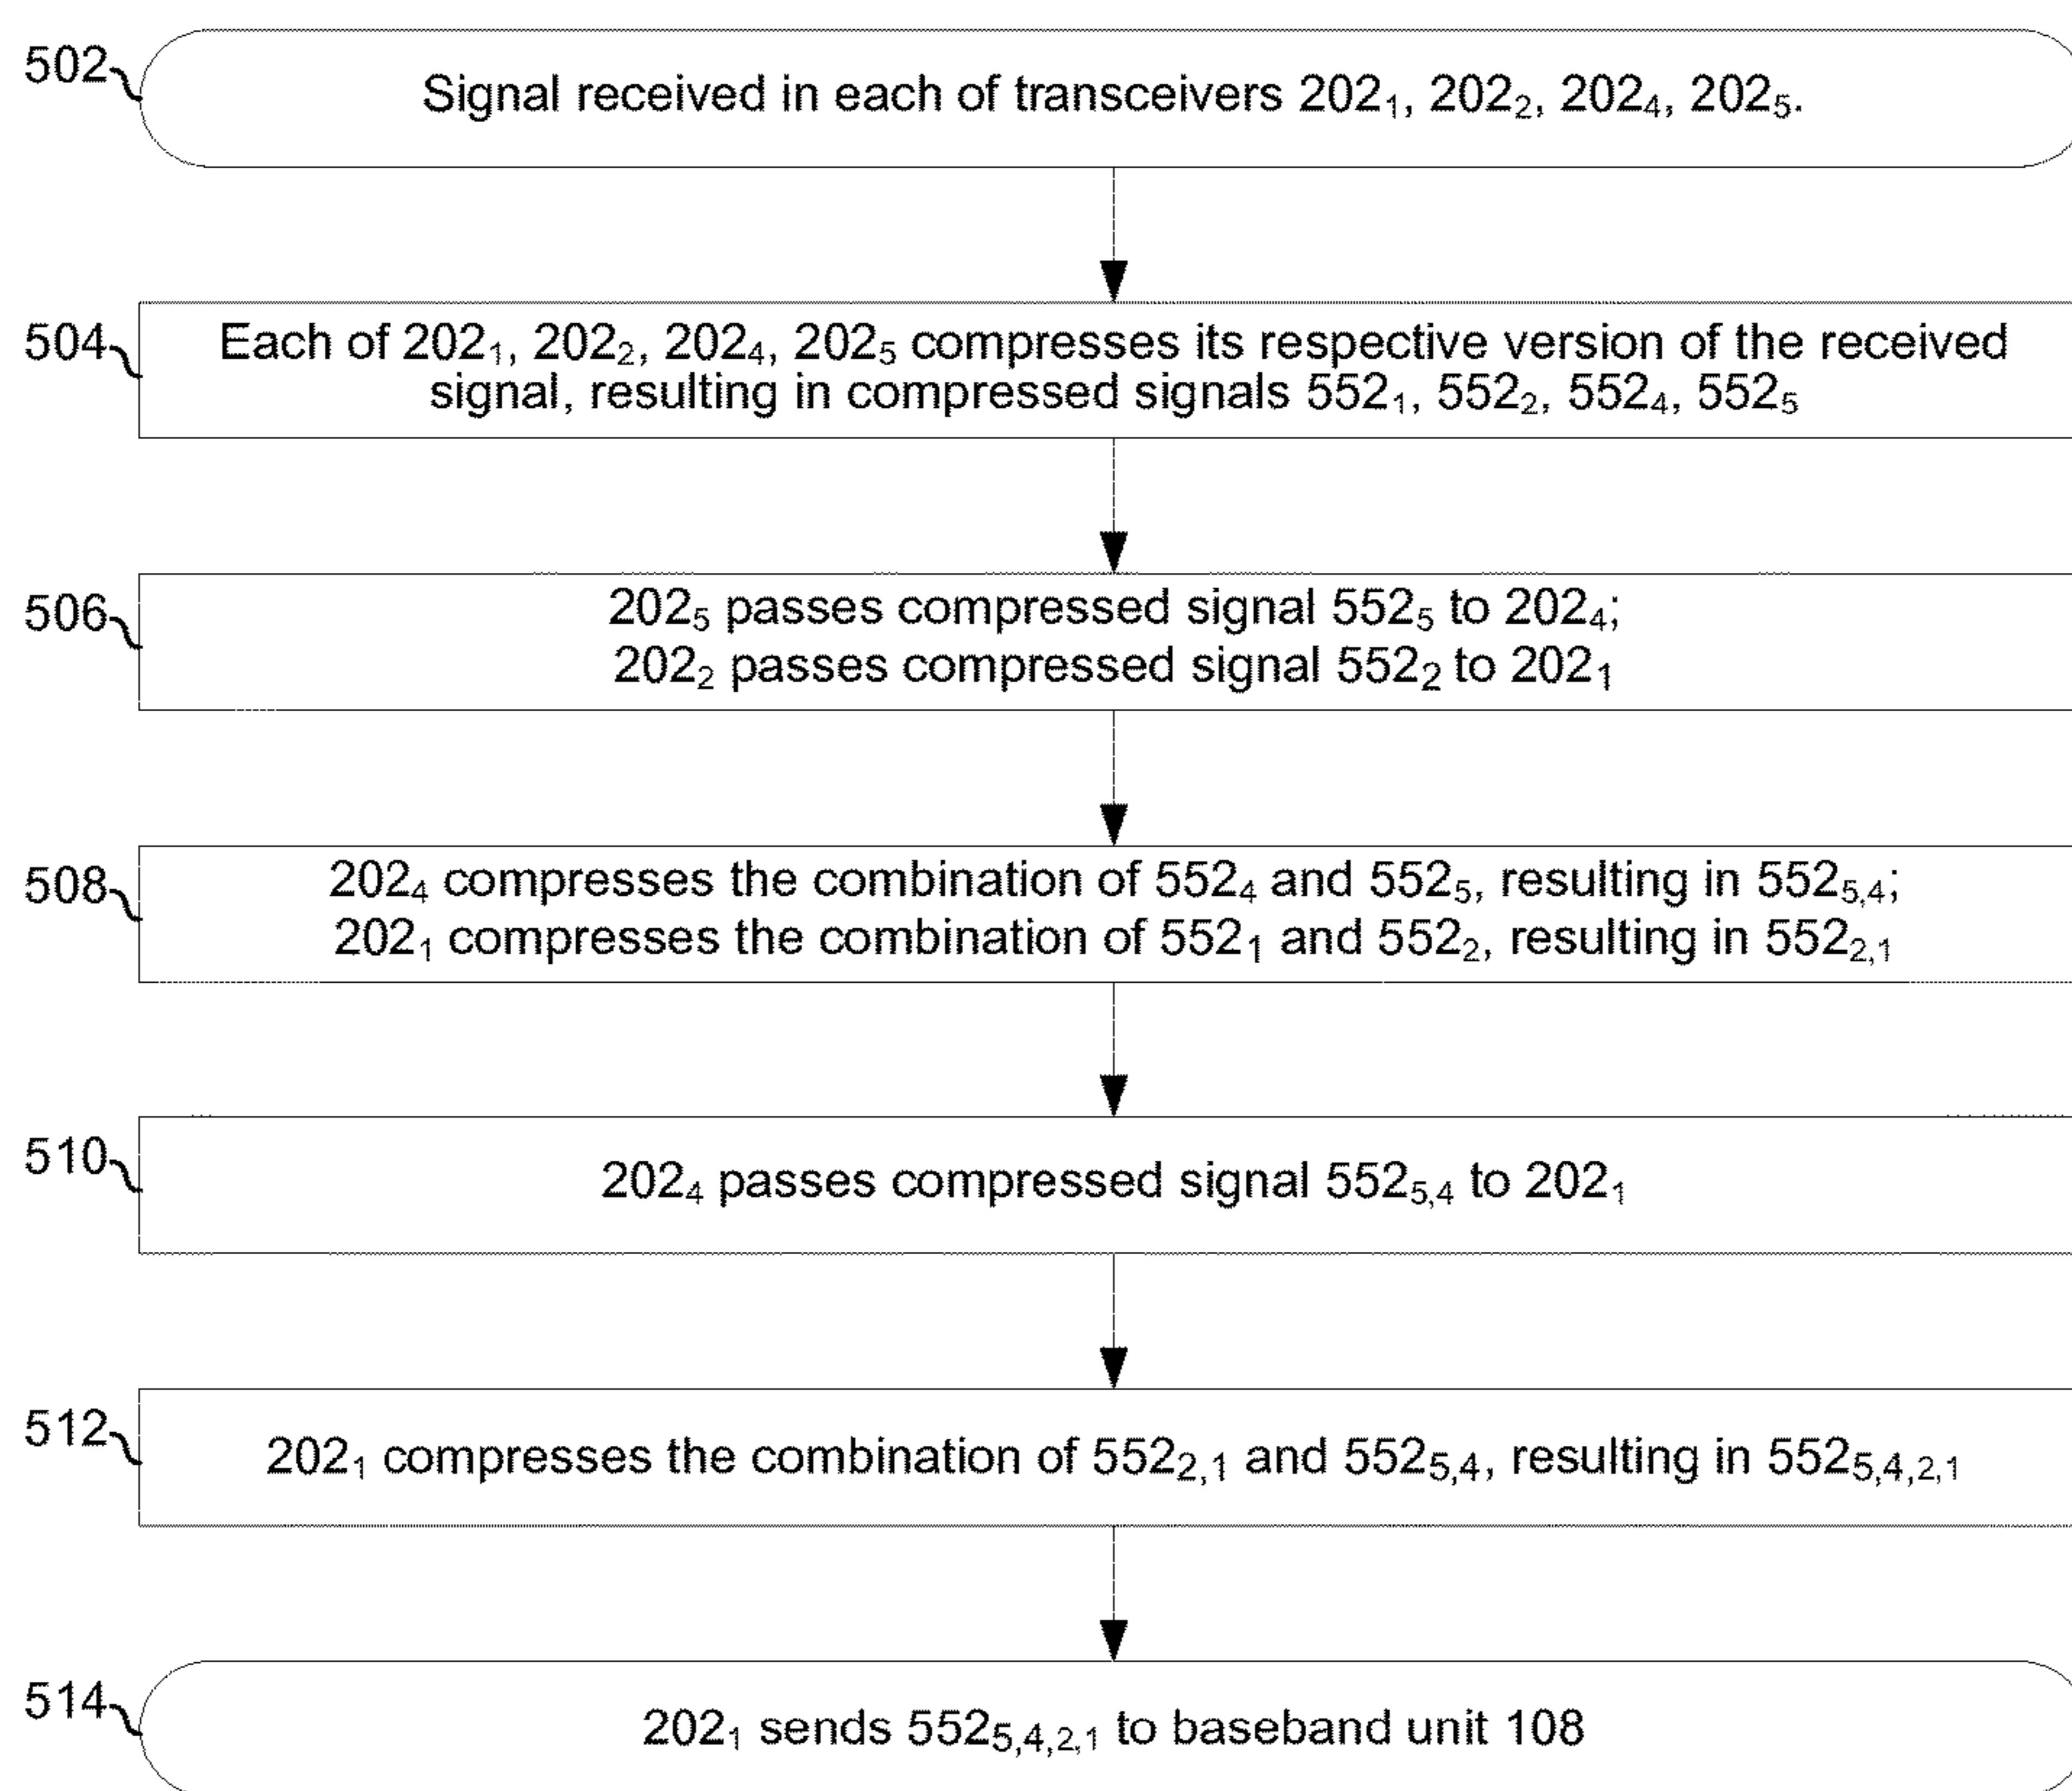 502
Signal received in each of transceivers 202₁, 202₂, 202₄, 202₅.
504
Each of 202₁, 202₂, 202₄, 202₅ compresses its respective version of the received
signal, resulting in compressed signals 552₁, 552₂, 552₄, 552₅
506
202₅ passes compressed signal 552₅ to 202₄;
202₂ passes compressed signal 552₂ to 202₁
508
202₄ compresses the combination of 552₄ and 552₅, resulting in 552₅,₄;
202₁ compresses the combination of 552₁ and 552₂, resulting in 552₂,₁
510
202₄ passes compressed signal 552₅,₄ to 202₁
512
202₁ compresses the combination of 552₂,₁ and 552₅,₄, resulting in 552₅,₄,₂,₁
514
202₁ sends 552₅,₄,₂,₁ to baseband unit 108